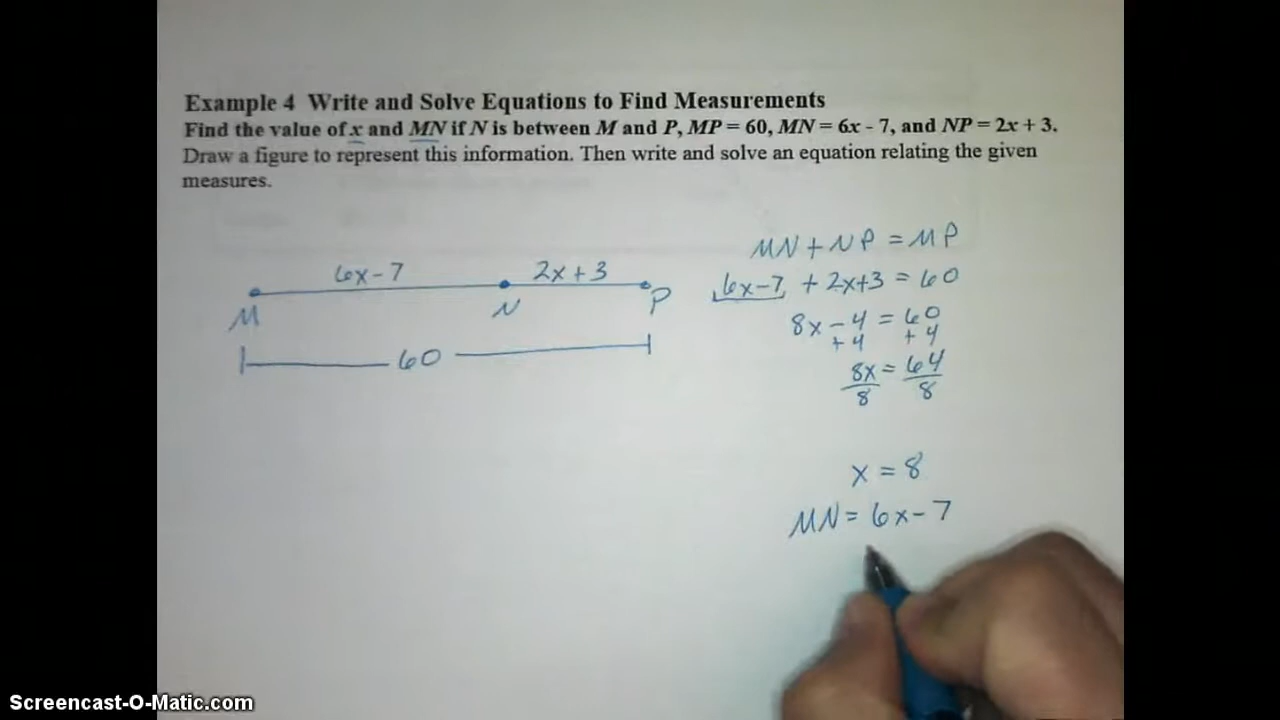 Example 4 Write and Solve Equations to Find Measurements
Find the value of x and MN if N is between M and P, MP = 60, MN = 6x - 7, and NP = 2x + 3.
Draw a figure to represent this information. Then write and solve an equation relating the given
measures.
6x-7 2x+3
M N P
60
MN+NP = MP
6x-7 + 2x+3 = 60
8x - 4 = 60
+4 +4
8x = 64
8 8
x = 8
MN = 6x - 7
Screencast-O-Matic.com